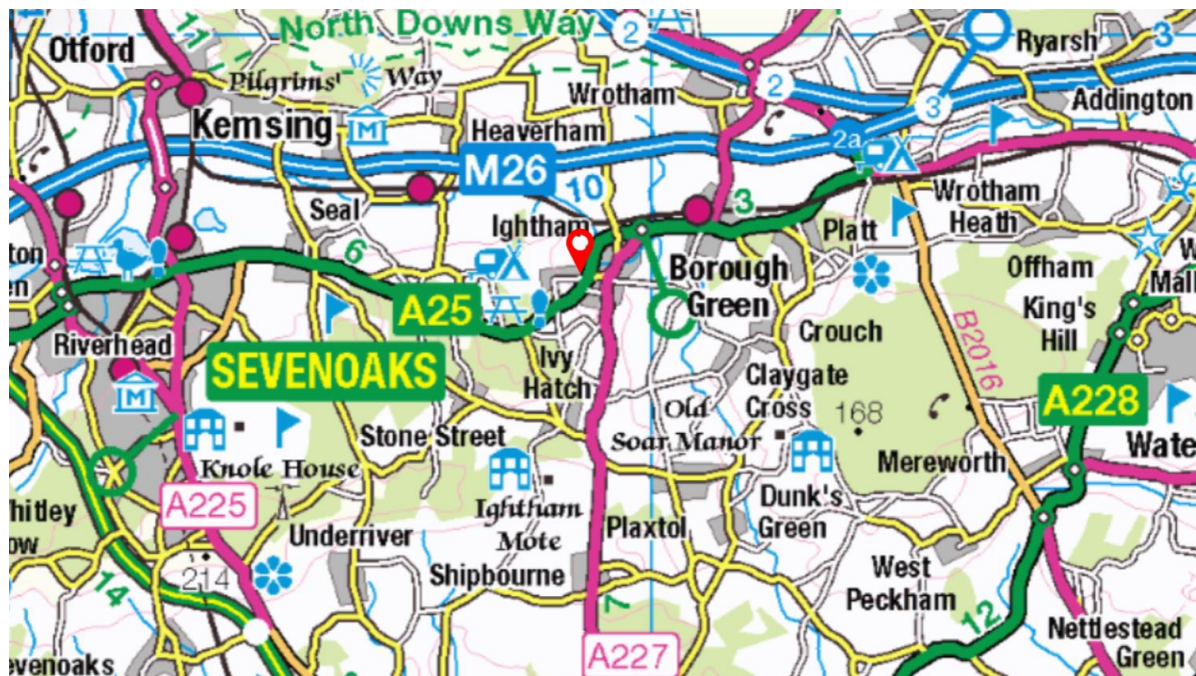 North Downs Way
11
2
Ryarsh
3
Otford
Pilgrims' Way
Wrotham
2
3
Addington
Kemsing
M
Heaverham
2a
M26
10
Wrotham
Heath
Seal
Ightham
3
Platt
6
Borough
Green
Offham
King's
Hill
A25
Riverhead
Ivy
Hatch
Crouch
B2016
SEVENOAKS
M
Claygate
Cross
168
A228
Stone Street
Old
Soar Manor
Knole House
Mereworth
A225
Ightham
Mote
Dunk's
Green
Underriver
Plaxtol
214
Shipbourne
West
Peckham
14
7
12
Nettlestead
Green
A227